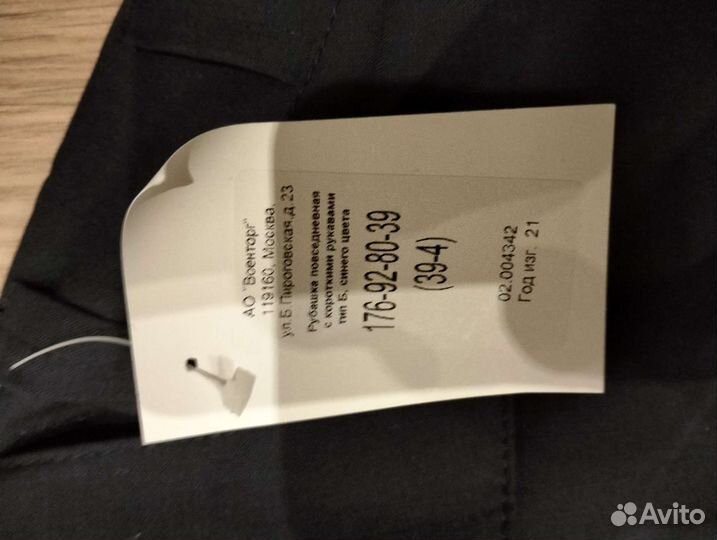 АО "Военторг"
119160, Москва,
ул.Б.Пироговская,д.23
Рубашка повседневная
с короткими рукавами
тип Б, синего цвета
176-92-80-39
(39-4)
02.004342
Год изг. 21
Avito